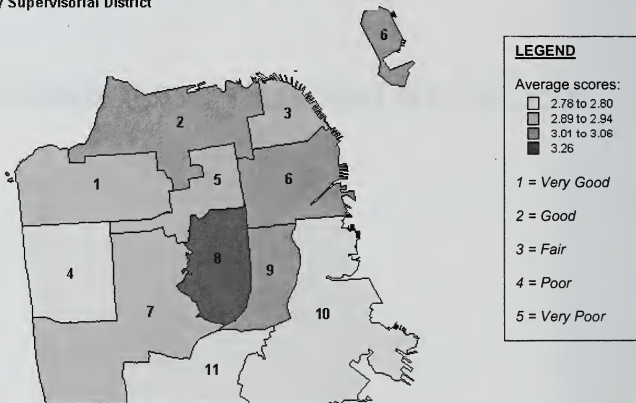 Supervisorial District
6
3
2
5
1
6
8
9
4
7
10
11
LEGEND
Average scores:
2.78 to 2.80
2.89 to 2.94
3.01 to 3.06
3.26
1 = Very Good
2 = Good
3 = Fair
4 = Poor
5 = Very Poor